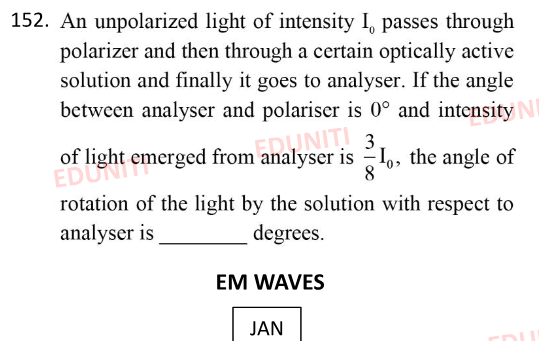 152. An unpolarized light of intensity I₀ passes through
polarizer and then through a certain optically active
solution and finally it goes to analyser. If the angle
between analyser and polariser is 0° and intensity
of light emerged from analyser is 3/8 I₀, the angle of
rotation of the light by the solution with respect to
analyser is ________ degrees.
EM WAVES
JAN
EDUNITI
EDUNITI